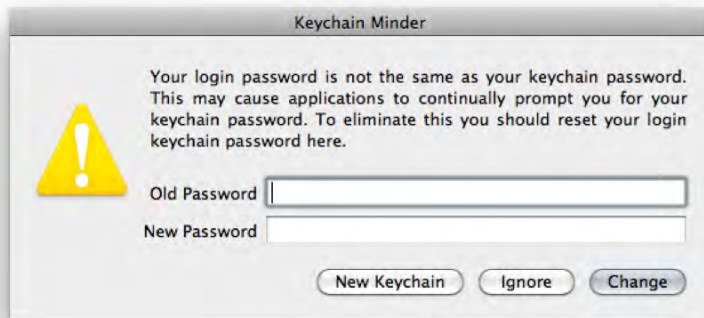 Keychain Minder
Your login password is not the same as your keychain password.
This may cause applications to continually prompt you for your
keychain password. To eliminate this you should reset your login
keychain password here.
Old Password
New Password
New Keychain Ignore Change